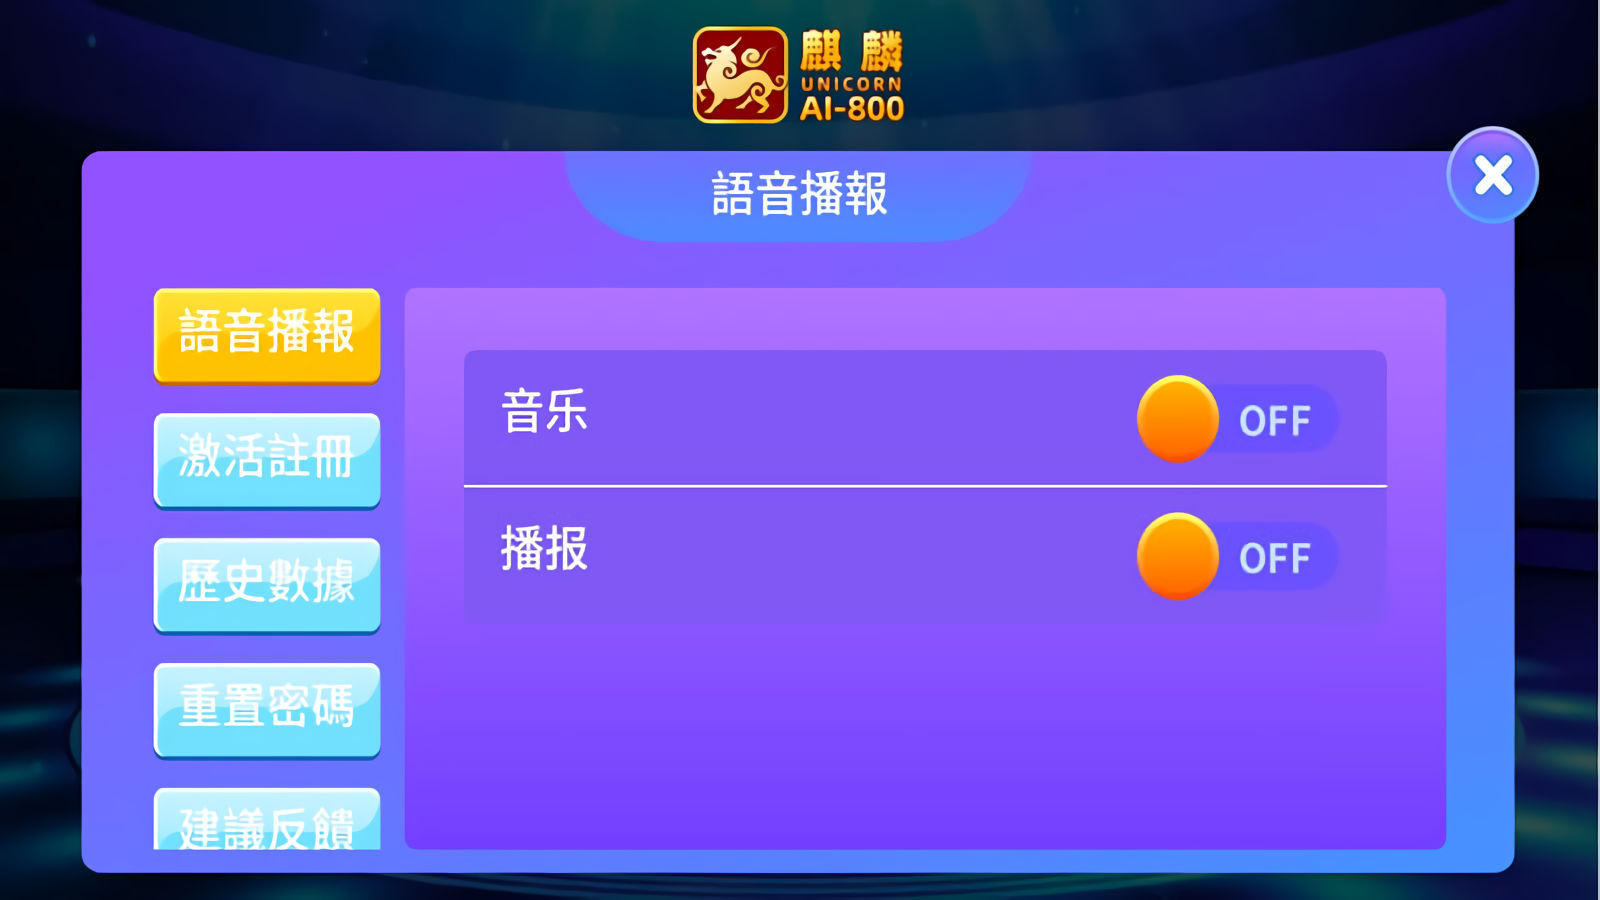 麒麟
UNICORN
AI-800
語音播報
語音播報
激活註冊
歷史數據
重置密碼
建議反饋
音乐
OFF
播报
OFF